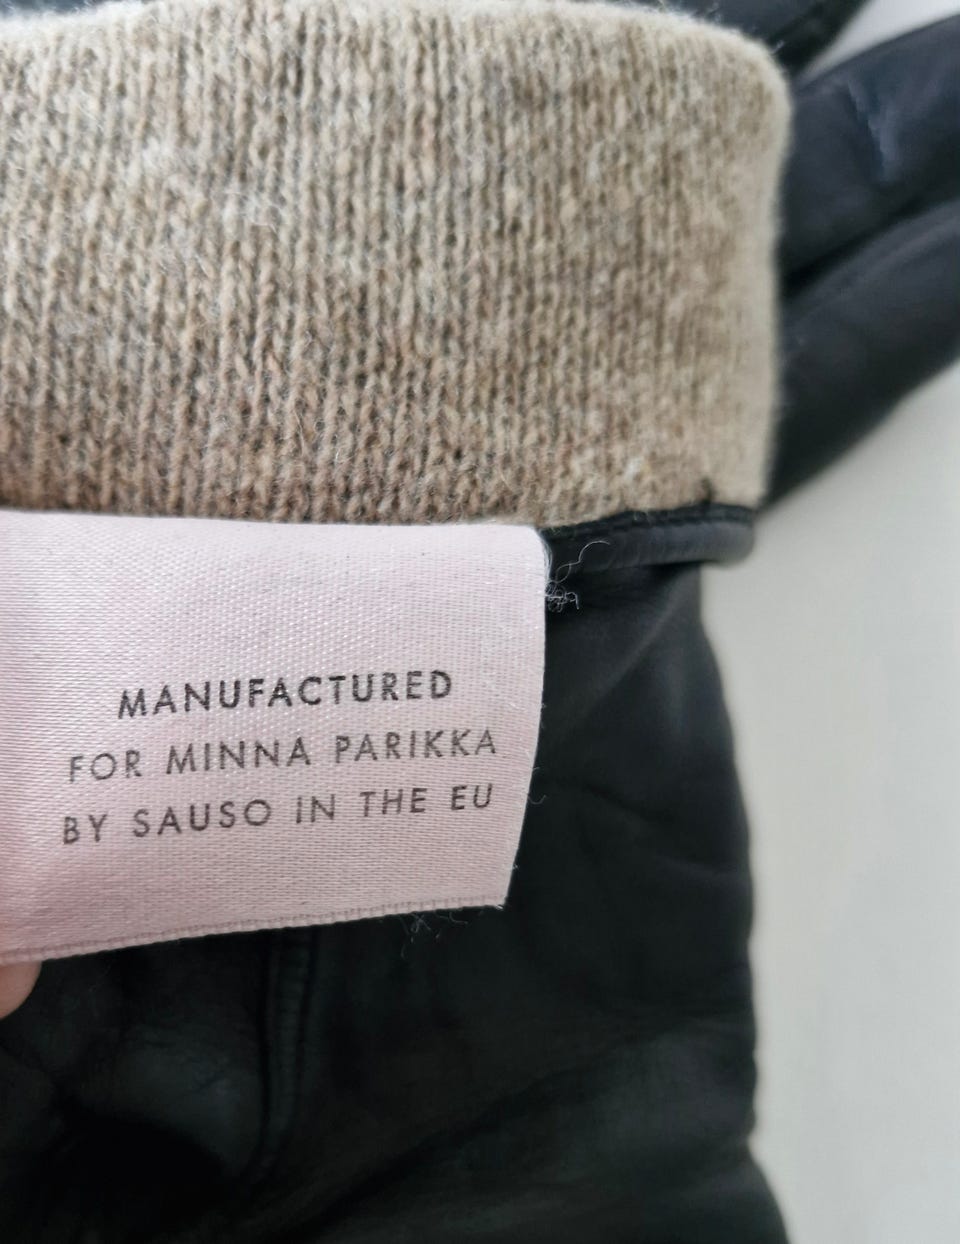 MANUFACTURED
FOR MINNA PARIKKA
BY SAUSO IN THE EU